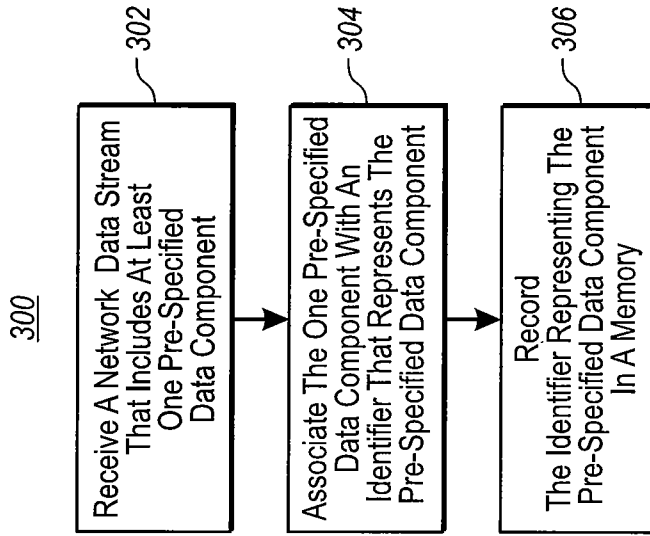 300
Receive A Network Data Stream
That Includes At Least
One Pre-Specified
Data Component
302
Associate The One Pre-Specified
Data Component With An
Identifier That Represents The
Pre-Specified Data Component
304
Record
The Identifier Representing The
Pre-Specified Data Component
In A Memory
306